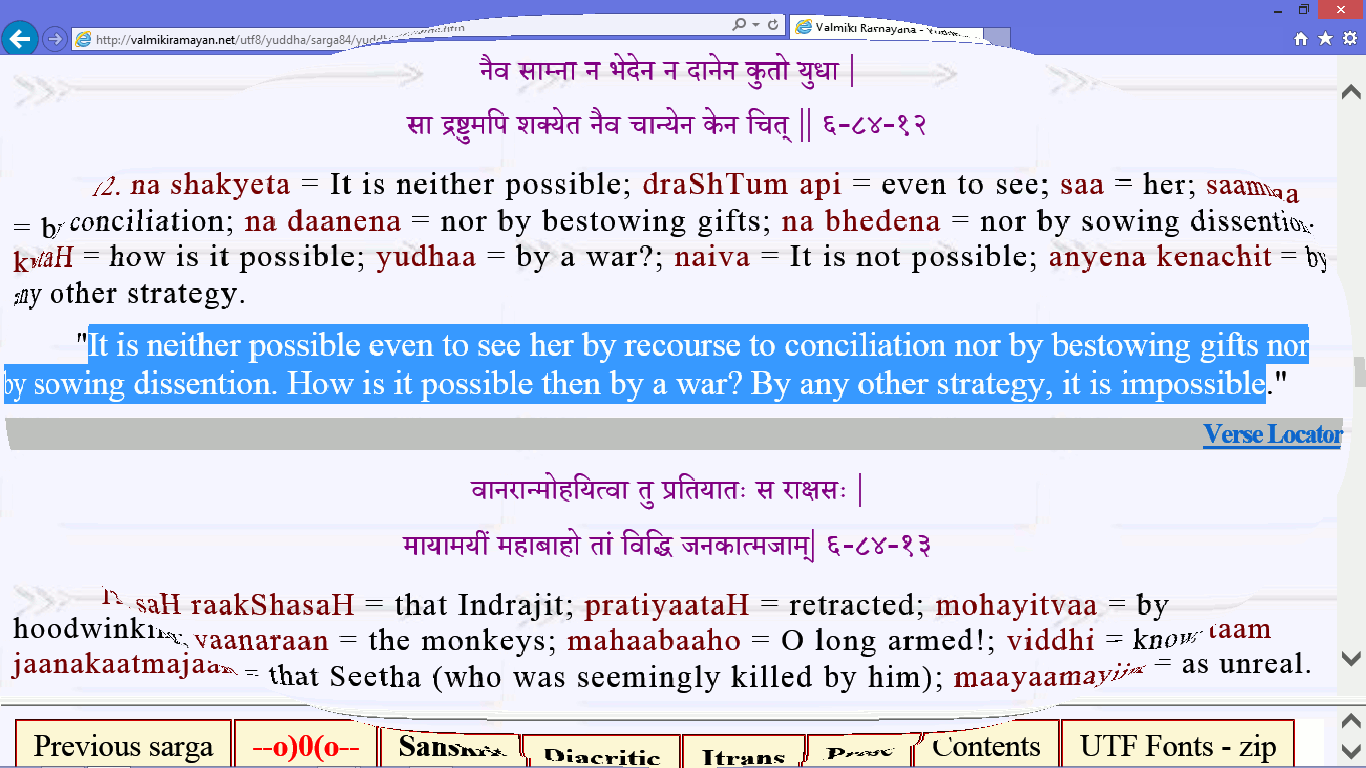 http://valmikiramayan.net/utf8/yuddha/sarga84/
Valmiki Ramayana -
नैव साम्ना न भेदेन न दानेन कुतो युधा |
सा द्रष्टुमपि शक्येत नैव चान्येन केन चित् || ६-८४-१२
12. na shakyeta = It is neither possible; draShTum api = even to see; saa = her; saamnaa
= by conciliation; na daanena = nor by bestowing gifts; na bhedena = nor by sowing dissention;
kutaH = how is it possible; yudhaa = by a war?; naiva = It is not possible; anyena kenachit = by
any other strategy.
"It is neither possible even to see her by recourse to conciliation nor by bestowing gifts nor
by sowing dissention. How is it possible then by a war? By any other strategy, it is impossible."
Verse Locator
वानरान्मोहयित्वा तु प्रतियातः स राक्षसः |
मायामयीं महाबाहो तां विद्धि जनकात्मजाम्| ६-८४-१३
saH raakShasaH = that Indrajit; pratiyaataH = retracted; mohayitvaa = by
hoodwinking; vaanaraan = the monkeys; mahaabaaho = O long armed!; viddhi = know; taam
jaanakaatmajaam = that Seetha (who was seemingly killed by him); maayaamayiim = as unreal.
Previous sarga --o)0(o-- Sanskrit Diacritic Itrans Prose Contents UTF Fonts - zip